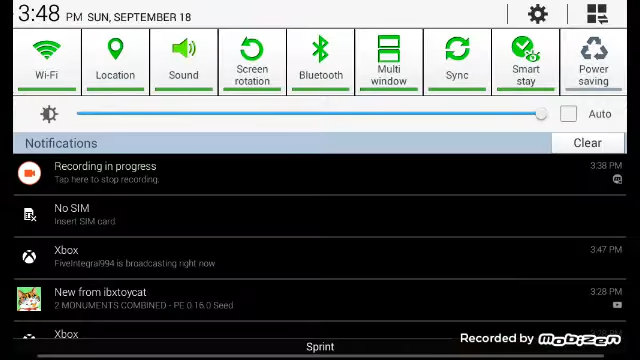 3:48 PM SUN, SEPTEMBER 18
Wi-Fi
Location
Sound
Screen
rotation
Bluetooth
Multi
window
Sync
Smart
stay
Power
saving
Auto
Notifications
Clear
Recording in progress
3:38 PM
Tap here to stop recording.
No SIM
Insert SIM card
Xbox
3:47 PM
FiveIntegral994 is broadcasting right now
New from ibxtoycat
3:28 PM
2 MONUMENTS COMBINED - PE 0.16.0 Seed
Xbox
Sprint
Recorded by Mobizen